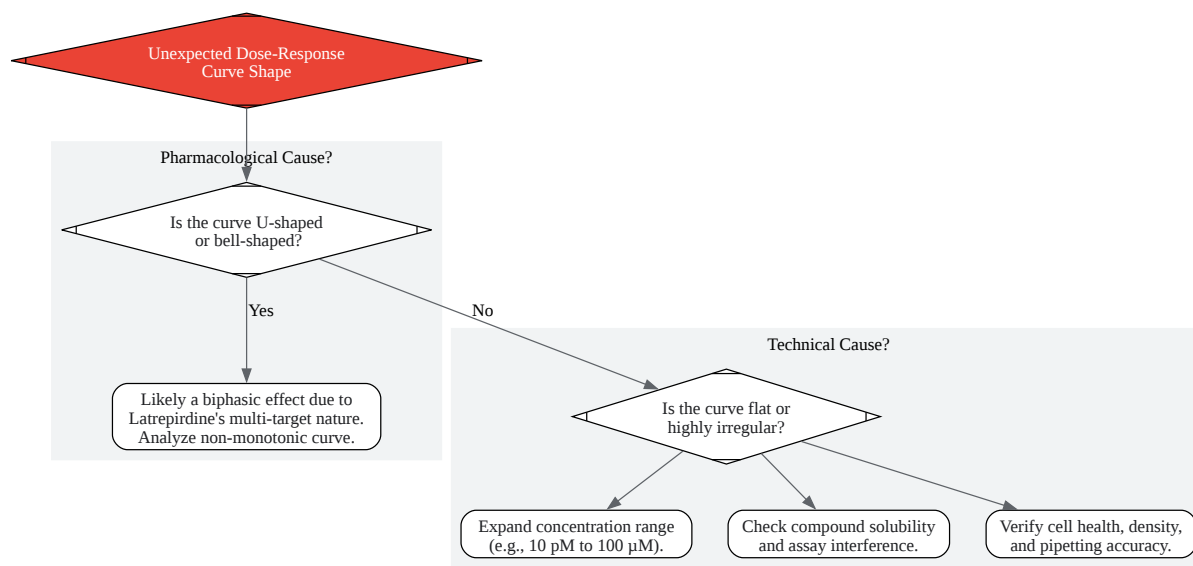 Unexpected Dose-Response
Curve Shape
Pharmacological Cause?
Is the curve U-shaped
or bell-shaped?
Yes
No
Likely a biphasic effect due to
Latrepirdine's multi-target nature.
Analyze non-monotonic curve.
Technical Cause?
Is the curve flat or
highly irregular?
Expand concentration range
(e.g., 10 pM to 100 µM).
Check compound solubility
and assay interference.
Verify cell health, density,
and pipetting accuracy.